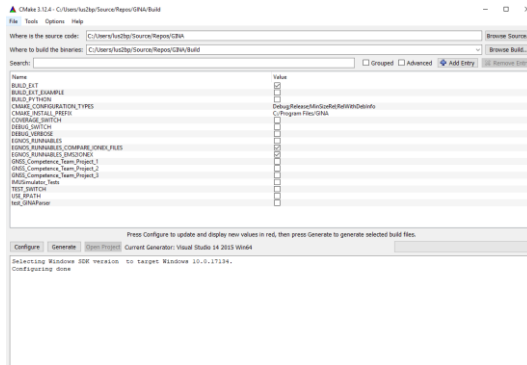 CMake 3.12.4 - C:/Users/lus2bp/Source/Repos/GINA/Build
File Tools Options Help
Where is the source code: C:/Users/lus2bp/Source/Repos/GINA Browse Source...
Where to build the binaries: C:/Users/lus2bp/Source/Repos/GINA/Build Browse Build...
Search: Grouped Advanced Add Entry Remove Entry
Name Value
BUILD_EXT
BUILD_EXT_EXAMPLE
BUILD_PYTHON
CMAKE_CONFIGURATION_TYPES Debug;Release;MinSizeRel;RelWithDebInfo
CMAKE_INSTALL_PREFIX C:/Program Files/GINA
COVERAGE_SWITCH
DEBUG_SWITCH
DEBUG_VERBOSE
EGNOS_RUNNABLES
EGNOS_RUNNABLES_COMPARE_IONEX_FILES
EGNOS_RUNNABLES_EMS2IONEX
GNSS_Competence_Team_Project_1
GNSS_Competence_Team_Project_2
GNSS_Competence_Team_Project_3
IMUSimulator_Tests
TEST_SWITCH
USE_RPATH
test_GINAParser
Press Configure to update and display new values in red, then press Generate to generate selected build files.
Configure Generate Open Project Current Generator: Visual Studio 14 2015 Win64
Selecting Windows SDK version to target Windows 10.0.17134.
Configuring done